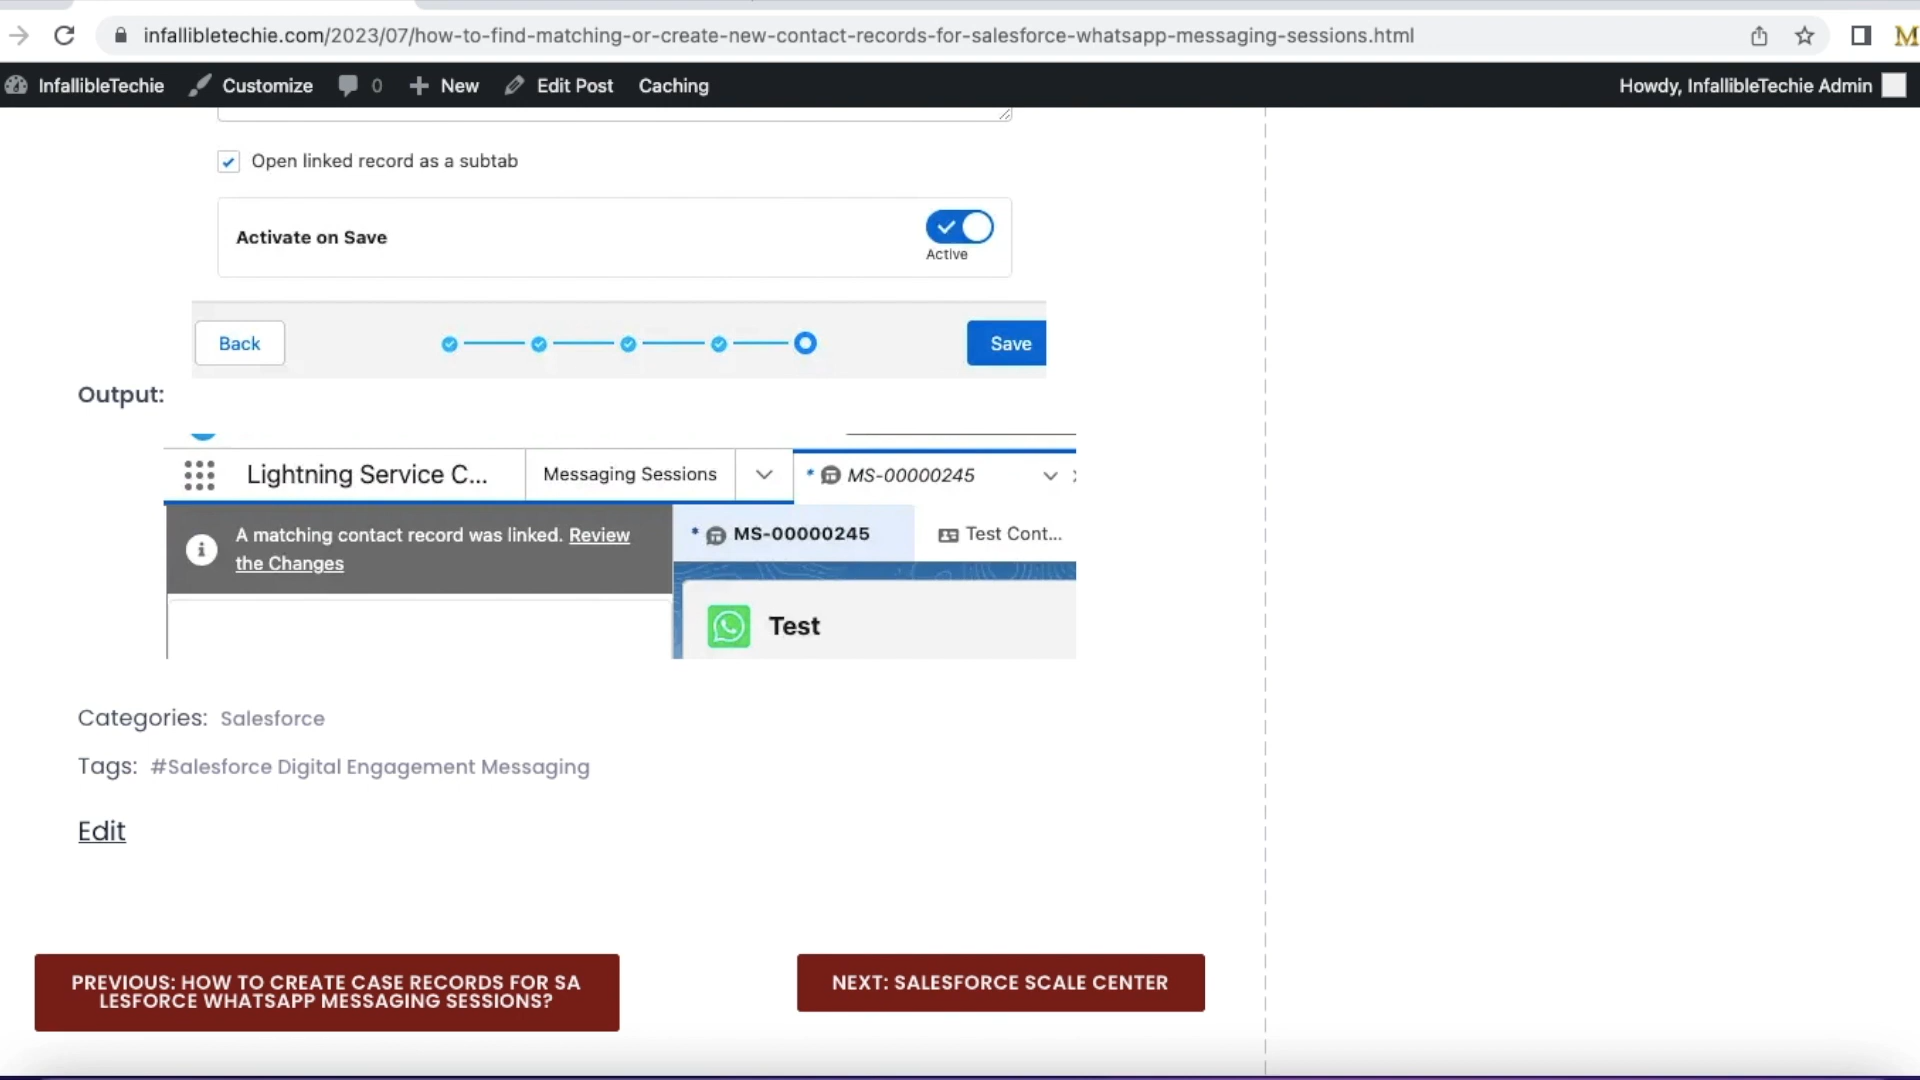 infallibletechie.com/2023/07/how-to-find-matching-or-create-new-contact-records-for-salesforce-whatsapp-messaging-sessions.html
M
InfallibleTechie Customize 0 New Edit Post Caching Howdy, InfallibleTechie Admin
Open linked record as a subtab
Activate on Save
Active
Back Save
Output:
Lightning Service C... Messaging Sessions * MS-00000245
A matching contact record was linked. Review
the Changes
* MS-00000245 Test Cont...
Test
Categories: Salesforce
Tags: #Salesforce Digital Engagement Messaging
Edit
PREVIOUS: HOW TO CREATE CASE RECORDS FOR SA
LESFORCE WHATSAPP MESSAGING SESSIONS?
NEXT: SALESFORCE SCALE CENTER